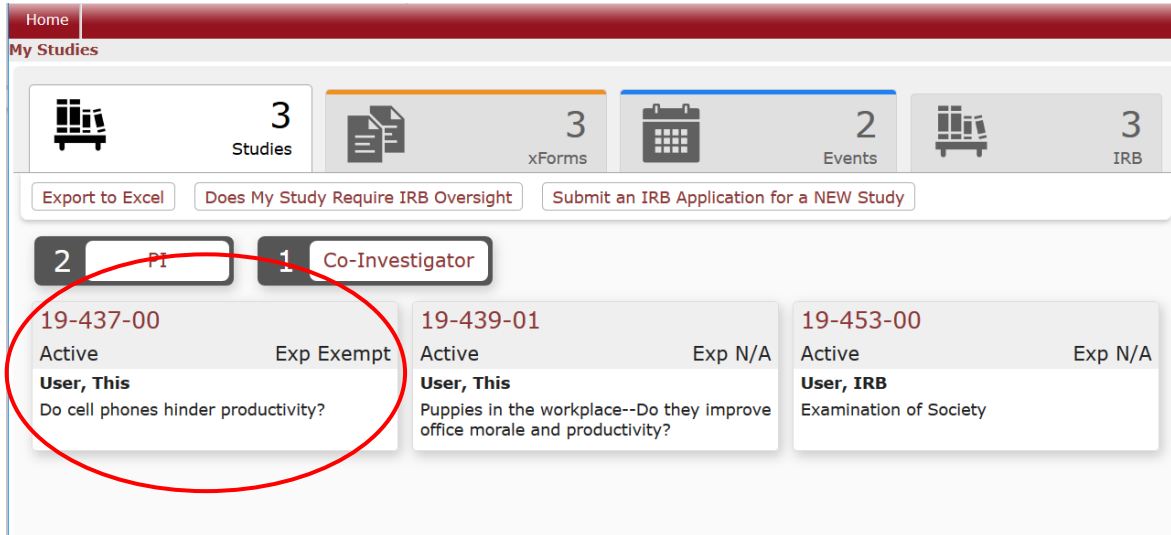 Home
My Studies
3
Studies
3
xForms
2
Events
3
IRB
Export to Excel Does My Study Require IRB Oversight Submit an IRB Application for a NEW Study
2 PI 1 Co-Investigator
19-437-00
Active Exp Exempt
User, This
Do cell phones hinder productivity?
19-439-01
Active Exp N/A
User, This
Puppies in the workplace--Do they improve
office morale and productivity?
19-453-00
Active Exp N/A
User, IRB
Examination of Society